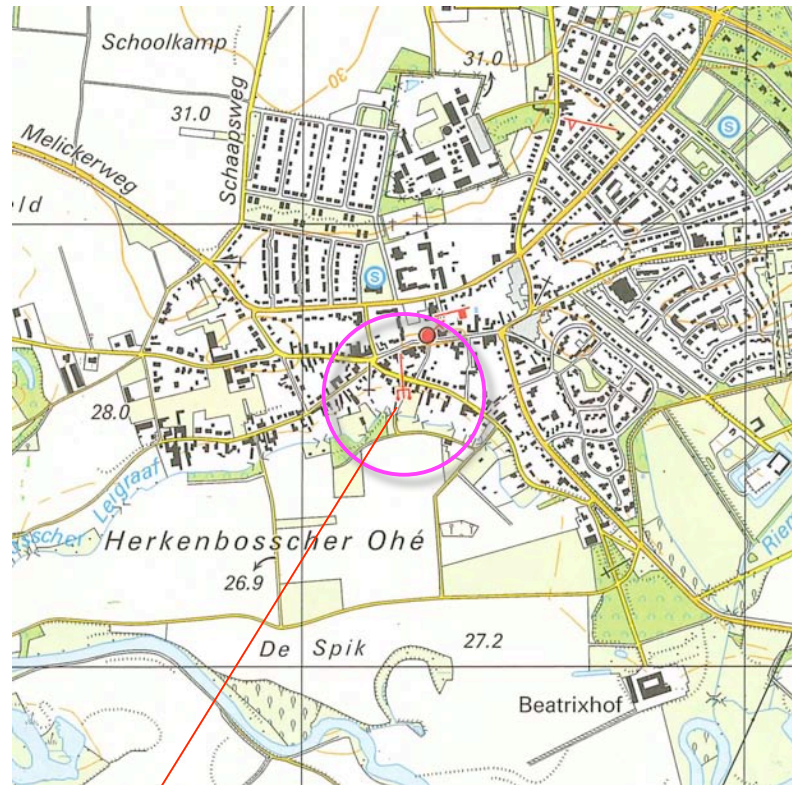 Schoolkamp
31.0
30
31.0
Schaapsweg
Melickerweg
S
ld
S
28.0
Leigraaf
sscher
Herkenbosscher Ohé
26.9
De Spik
27.2
Beatrixhof
Rien